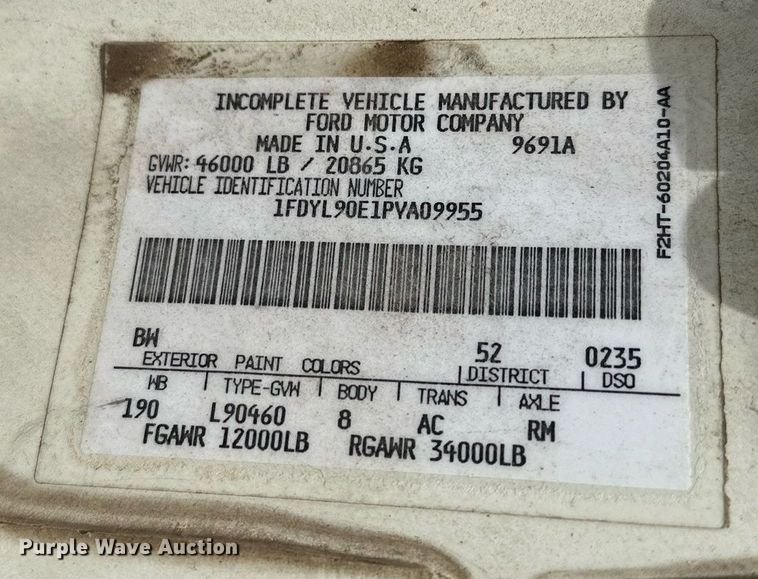 INCOMPLETE VEHICLE MANUFACTURED BY
FORD MOTOR COMPANY
MADE IN U.S.A 9691A
GVWR: 46000 LB / 20865 KG
VEHICLE IDENTIFICATION NUMBER
1FDYL90E1PVA09955
F2HT-60204A10-AA
BW 52 0235
EXTERIOR PAINT COLORS DISTRICT DSO
WB TYPE-GVW BODY TRANS AXLE
190 L90460 8 AC RM
FGAWR 12000LB RGAWR 34000LB
Purple Wave Auction